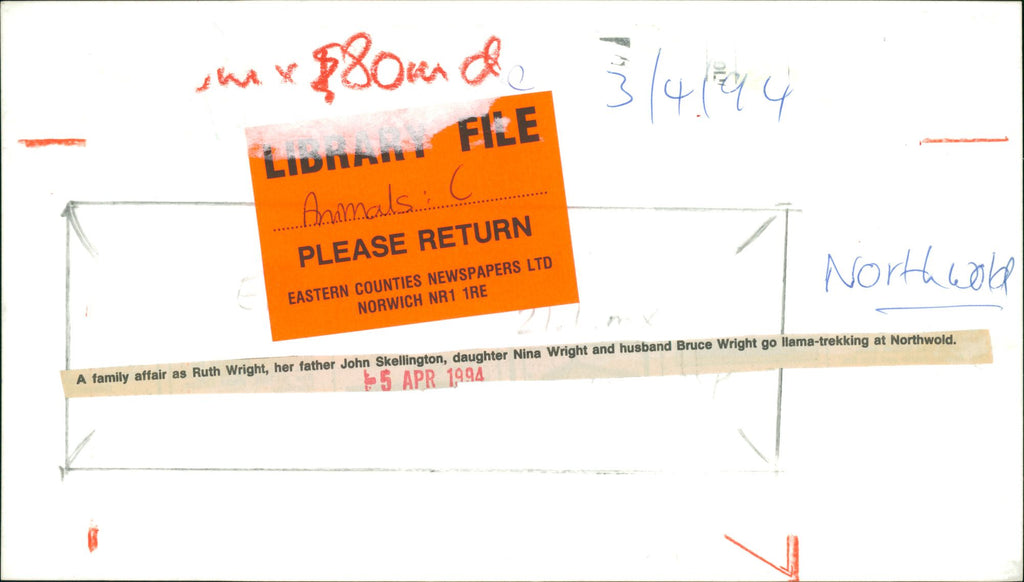 3/4/94
LIBRARY FILE
Animals: C
PLEASE RETURN
EASTERN COUNTIES NEWSPAPERS LTD
NORWICH NR1 1RE
Northwold
A family affair as Ruth Wright, her father John Skellington, daughter Nina Wright and husband Bruce Wright go llama-trekking at Northwold.
5 APR 1994